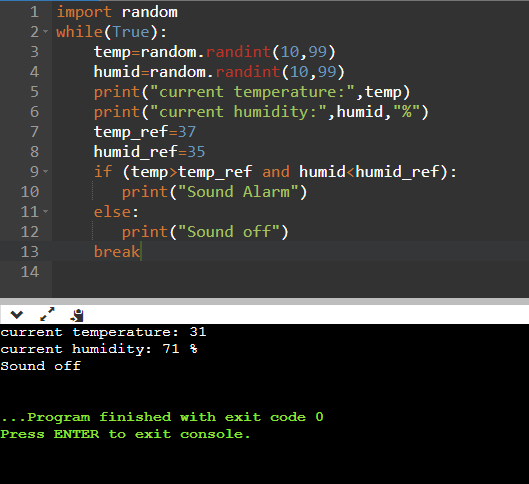 1 import random
2 while(True):
3     temp=random.randint(10,99)
4     humid=random.randint(10,99)
5     print("current temperature:",temp)
6     print("current humidity:",humid,"%")
7     temp_ref=37
8     humid_ref=35
9     if (temp>temp_ref and humid<humid_ref):
10        print("Sound Alarm")
11    else:
12        print("Sound off")
13    break
14
current temperature: 31
current humidity: 71 %
Sound off
...Program finished with exit code 0
Press ENTER to exit console.